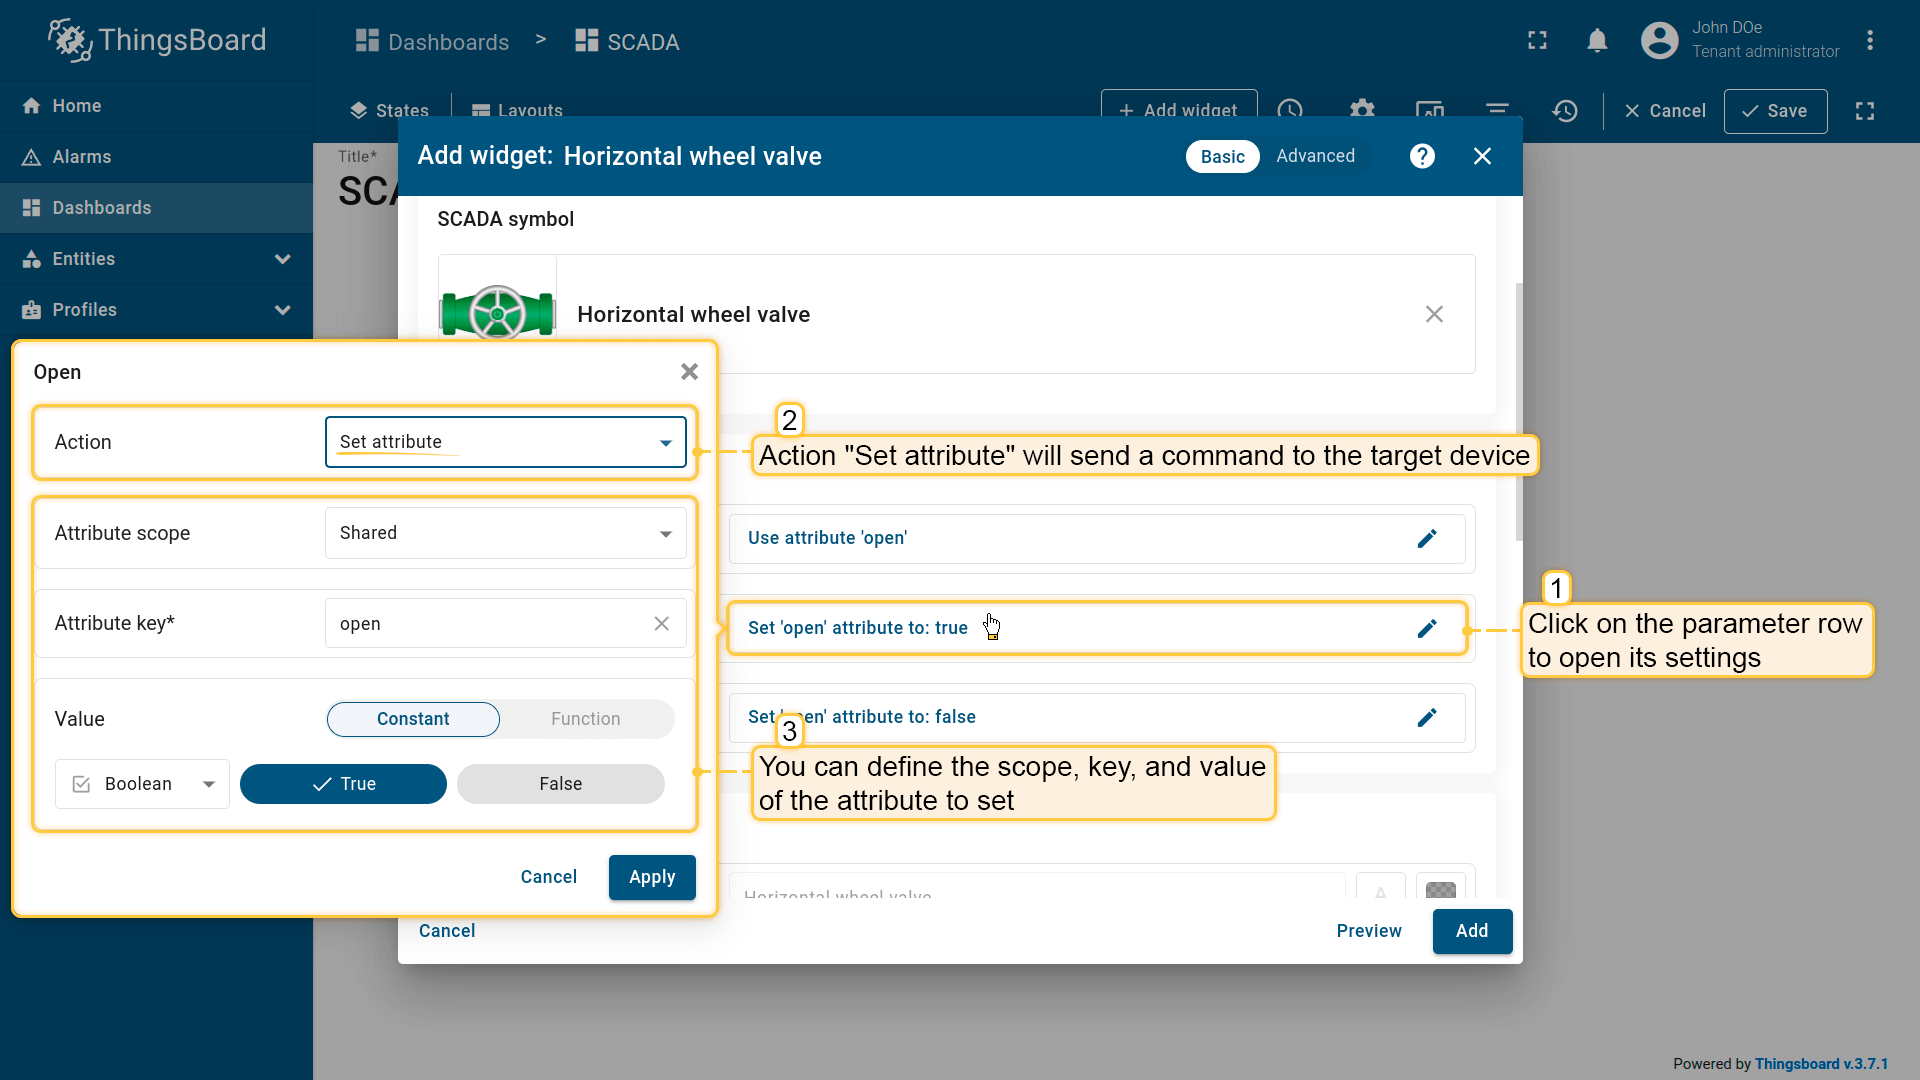 ThingsBoard
Dashboards > SCADA
John DOe
Tenant administrator
Home
Alarms
Dashboards
Entities
Profiles
States
Layouts
+ Add widget
Cancel
Save
Title*
SCA
Add widget: Horizontal wheel valve
Basic
Advanced
SCADA symbol
Horizontal wheel valve
Open
Action
Set attribute
Attribute scope
Shared
Attribute key*
open
Value
Constant
Function
Boolean
True
False
Cancel
Apply
2
Action "Set attribute" will send a command to the target device
Use attribute 'open'
Set 'open' attribute to: true
1
Click on the parameter row
to open its settings
Set 'open' attribute to: false
3
You can define the scope, key, and value
of the attribute to set
Horizontal wheel valve
A
Cancel
Preview
Add
Powered by Thingsboard v.3.7.1